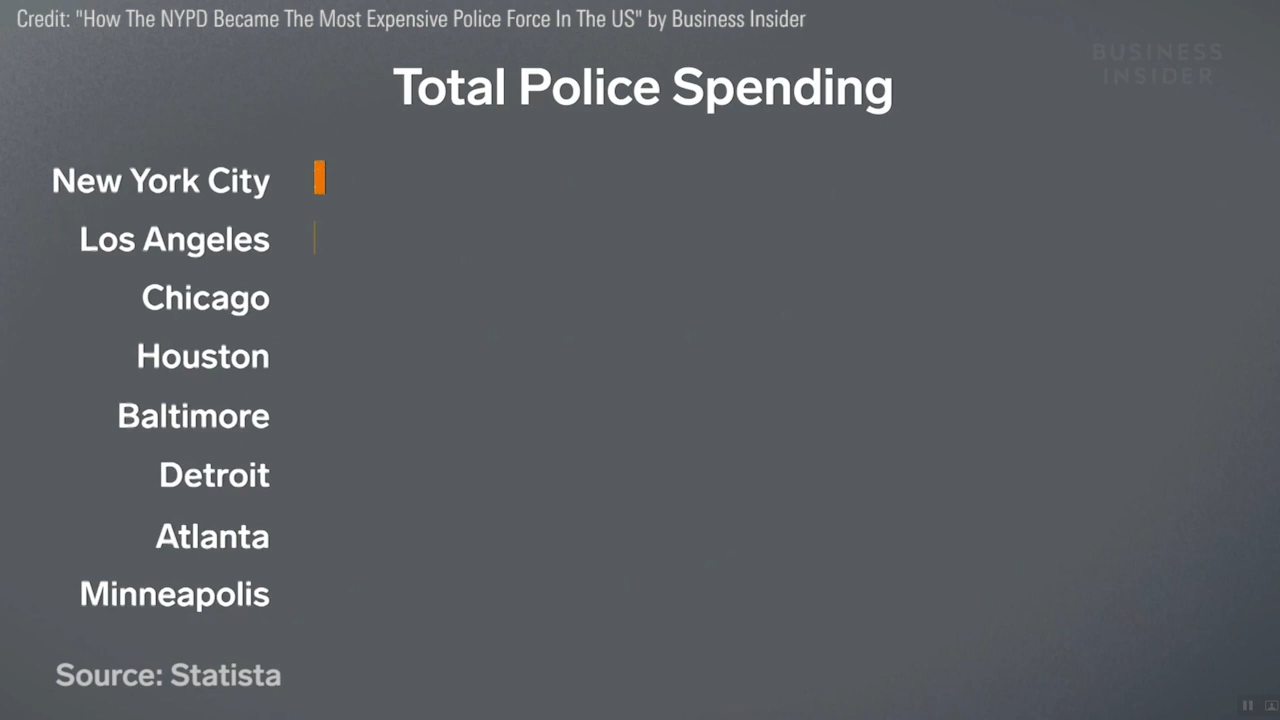 Credit: "How The NYPD Became The Most Expensive Police Force In The US" by Business Insider
BUSINESS
INSIDER
Total Police Spending
New York City
Los Angeles
Chicago
Houston
Baltimore
Detroit
Atlanta
Minneapolis
Source: Statista